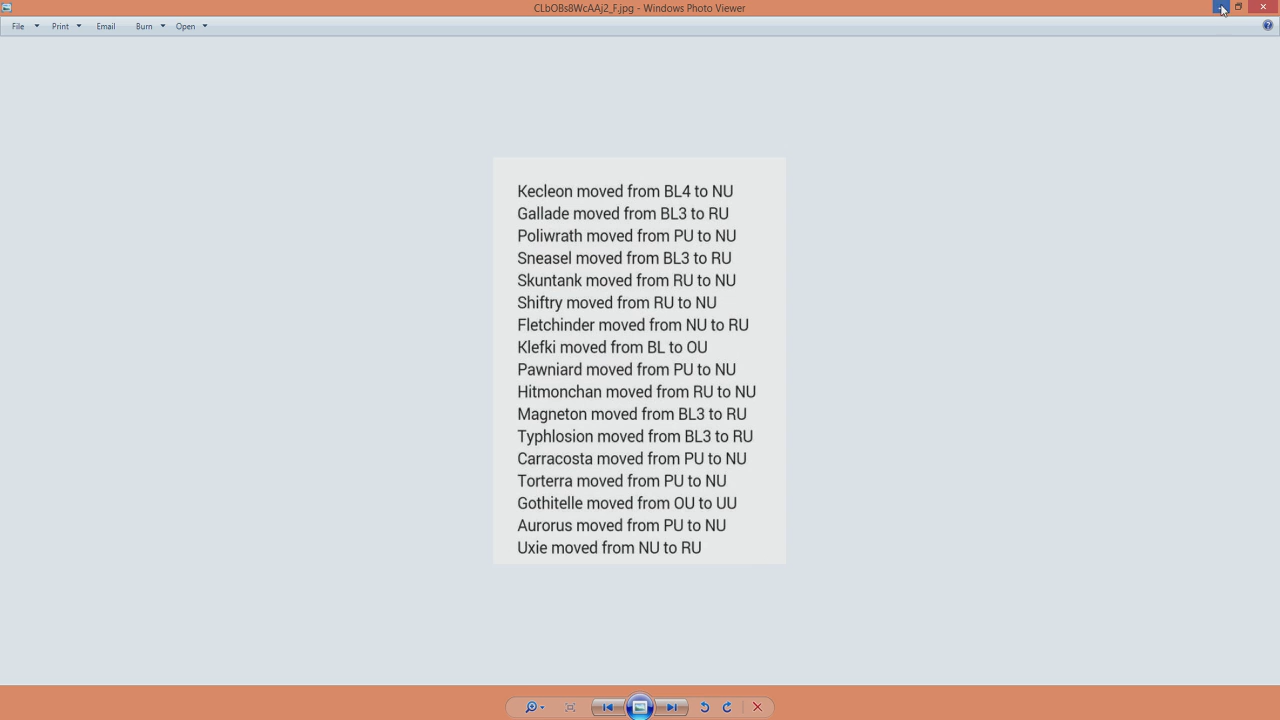 CLbOBs8WcAAj2_F.jpg - Windows Photo Viewer
File Print Email Burn Open
Kecleon moved from BL4 to NU
Gallade moved from BL3 to RU
Poliwrath moved from PU to NU
Sneasel moved from BL3 to RU
Skuntank moved from RU to NU
Shiftry moved from RU to NU
Fletchinder moved from NU to RU
Klefki moved from BL to OU
Pawniard moved from PU to NU
Hitmonchan moved from RU to NU
Magneton moved from BL3 to RU
Typhlosion moved from BL3 to RU
Carracosta moved from PU to NU
Torterra moved from PU to NU
Gothitelle moved from OU to UU
Aurorus moved from PU to NU
Uxie moved from NU to RU